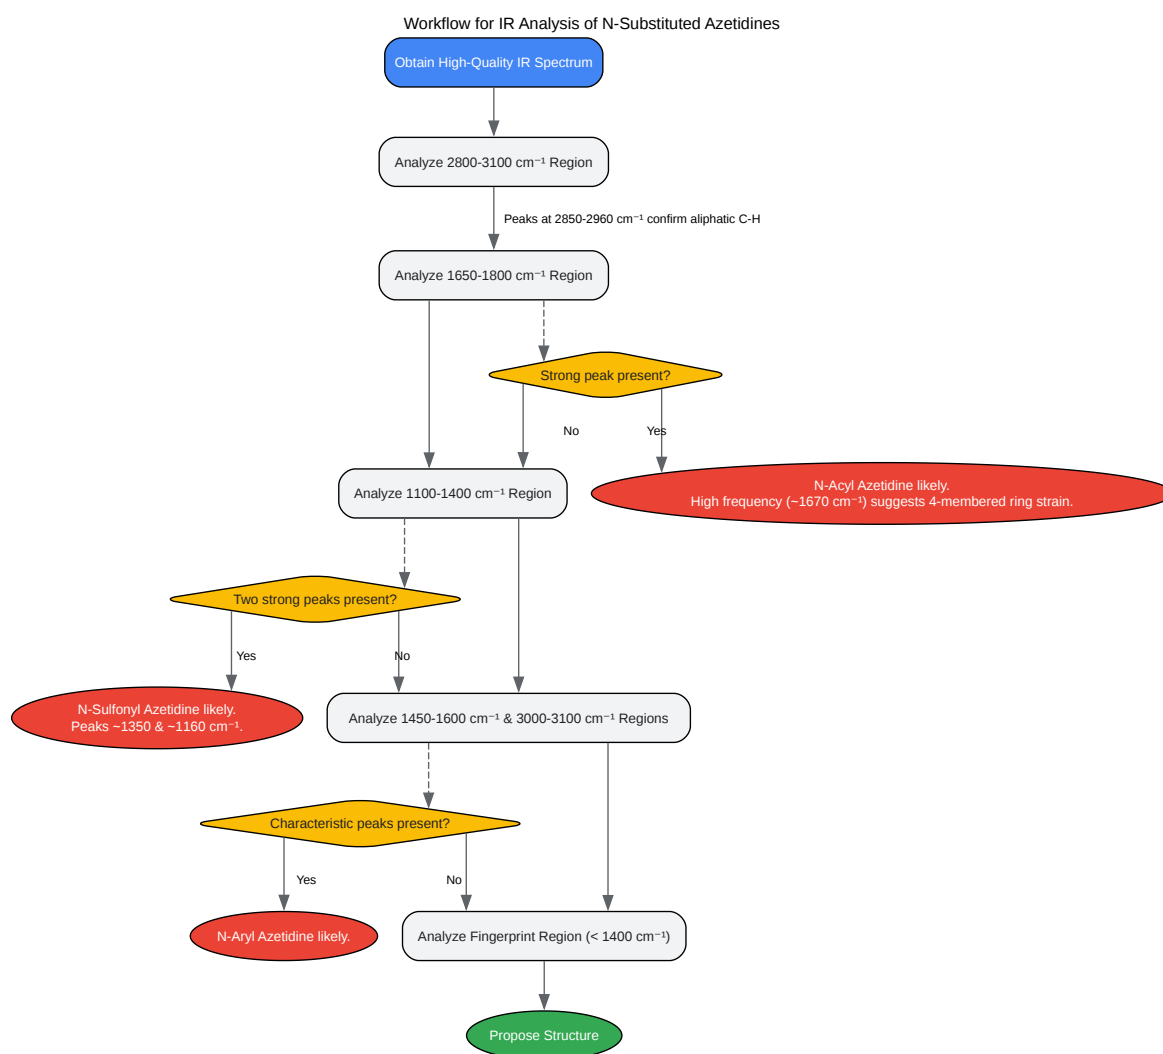 Workflow for IR Analysis of N-Substituted Azetidines
Obtain High-Quality IR Spectrum
Analyze 2800-3100 cm⁻¹ Region
Peaks at 2850-2960 cm⁻¹ confirm aliphatic C-H
Analyze 1650-1800 cm⁻¹ Region
Strong peak present?
No
Yes
Analyze 1100-1400 cm⁻¹ Region
N-Acyl Azetidine likely.
High frequency (~1670 cm⁻¹) suggests 4-membered ring strain.
Two strong peaks present?
Yes
No
N-Sulfonyl Azetidine likely.
Peaks ~1350 & ~1160 cm⁻¹.
Analyze 1450-1600 cm⁻¹ & 3000-3100 cm⁻¹ Regions
Characteristic peaks present?
Yes
No
N-Aryl Azetidine likely.
Analyze Fingerprint Region (< 1400 cm⁻¹)
Propose Structure